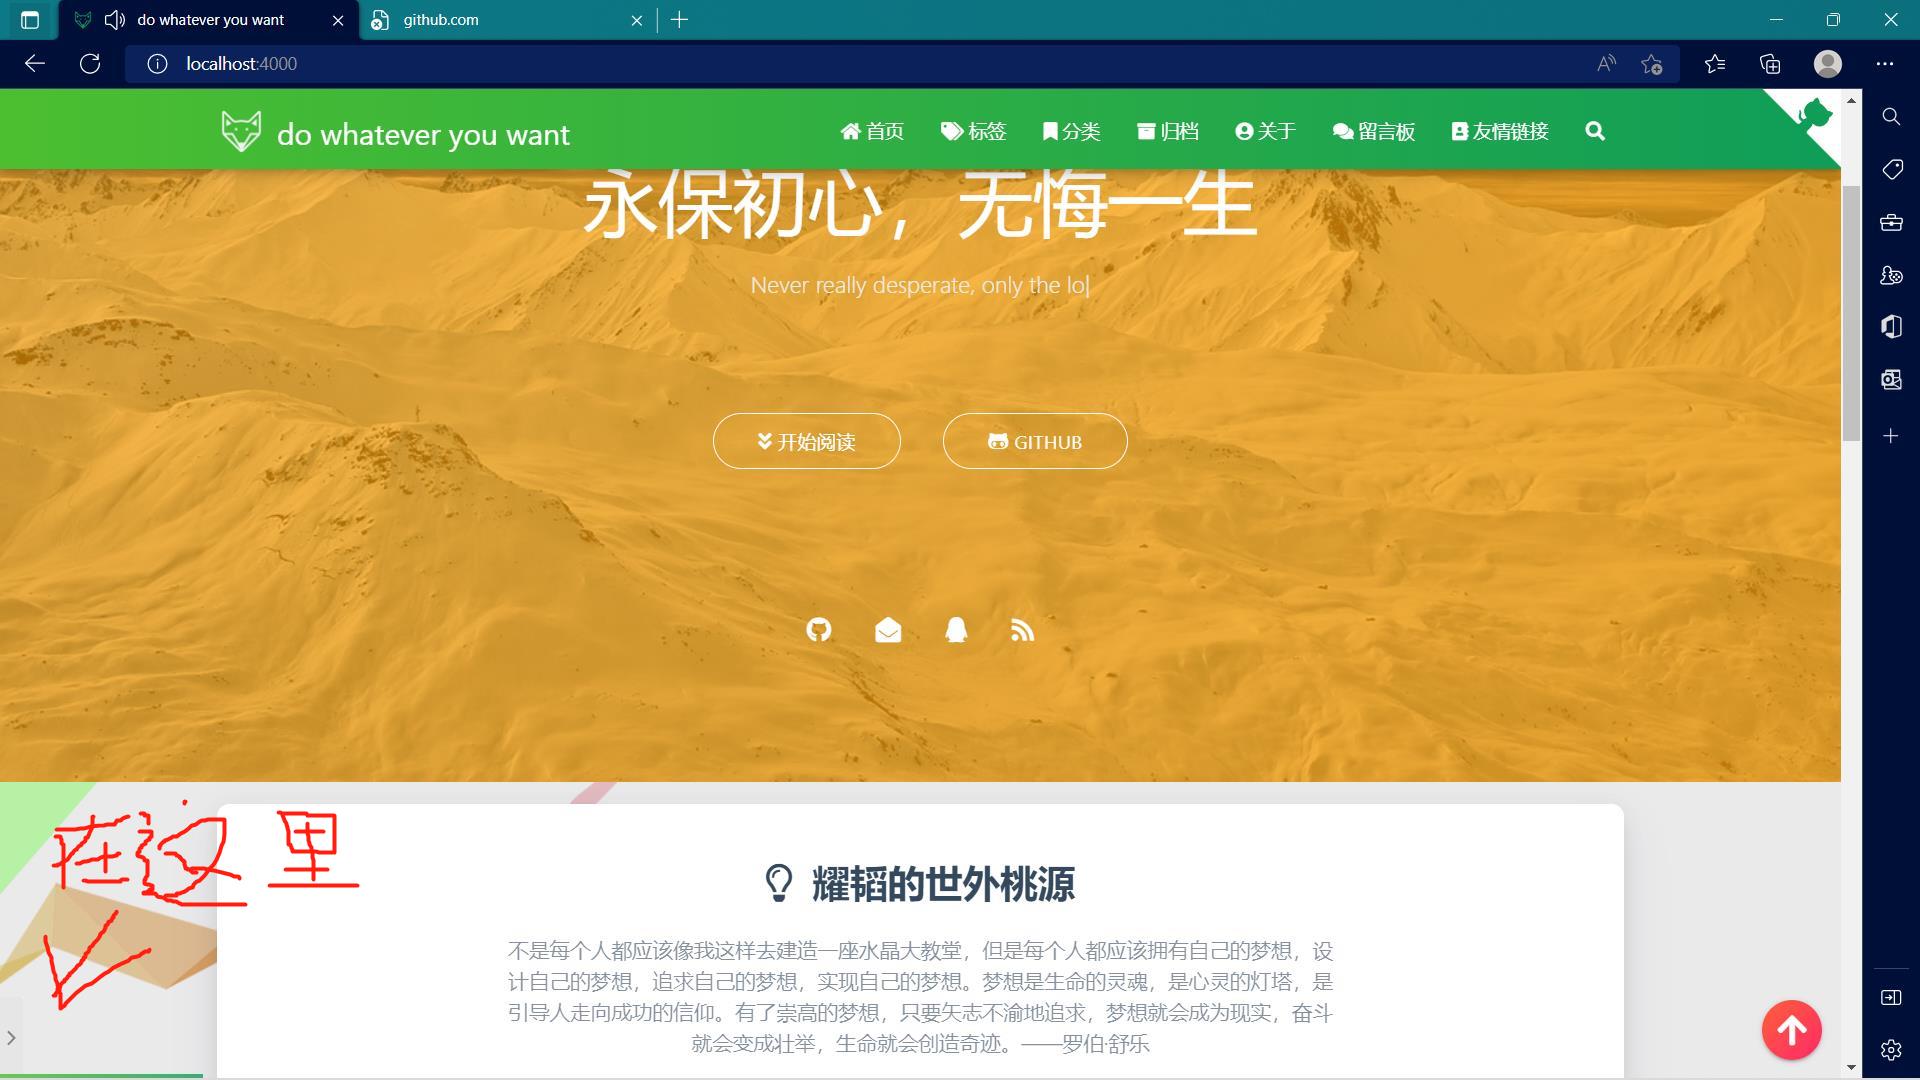 do whatever you want
github.com
localhost:4000
do whatever you want
首页 标签 分类 归档 关于 留言板 友情链接
永保初心，无悔一生
Never really desperate, only the lo|
开始阅读 GITHUB
在这里
耀韬的世外桃源
不是每个人都应该像我这样去建造一座水晶大教堂，但是每个人都应该拥有自己的梦想，设
计自己的梦想，追求自己的梦想，实现自己的梦想。梦想是生命的灵魂，是心灵的灯塔，是
引导人走向成功的信仰。有了崇高的梦想，只要矢志不渝地追求，梦想就会成为现实，奋斗
就会变成壮举，生命就会创造奇迹。——罗伯·舒乐